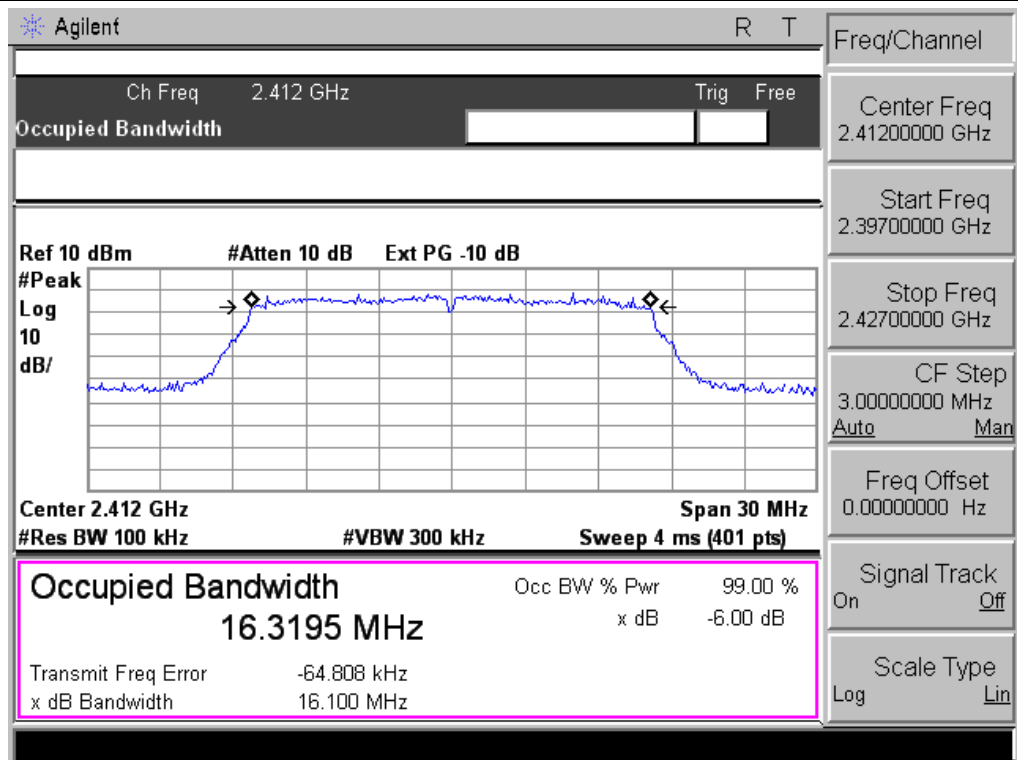 Agilent R T
Ch Freq 2.412 GHz Trig Free
Occupied Bandwidth
Ref 10 dBm #Atten 10 dB Ext PG -10 dB
#Peak
Log
10
dB/
Center 2.412 GHz Span 30 MHz
#Res BW 100 kHz #VBW 300 kHz Sweep 4 ms (401 pts)
Occupied Bandwidth
16.3195 MHz
Occ BW % Pwr 99.00 %
x dB -6.00 dB
Transmit Freq Error -64.808 kHz
x dB Bandwidth 16.100 MHz
Freq/Channel
Center Freq
2.41200000 GHz
Start Freq
2.39700000 GHz
Stop Freq
2.42700000 GHz
CF Step
3.00000000 MHz
Auto Man
Freq Offset
0.00000000 Hz
Signal Track
On Off
Scale Type
Log Lin